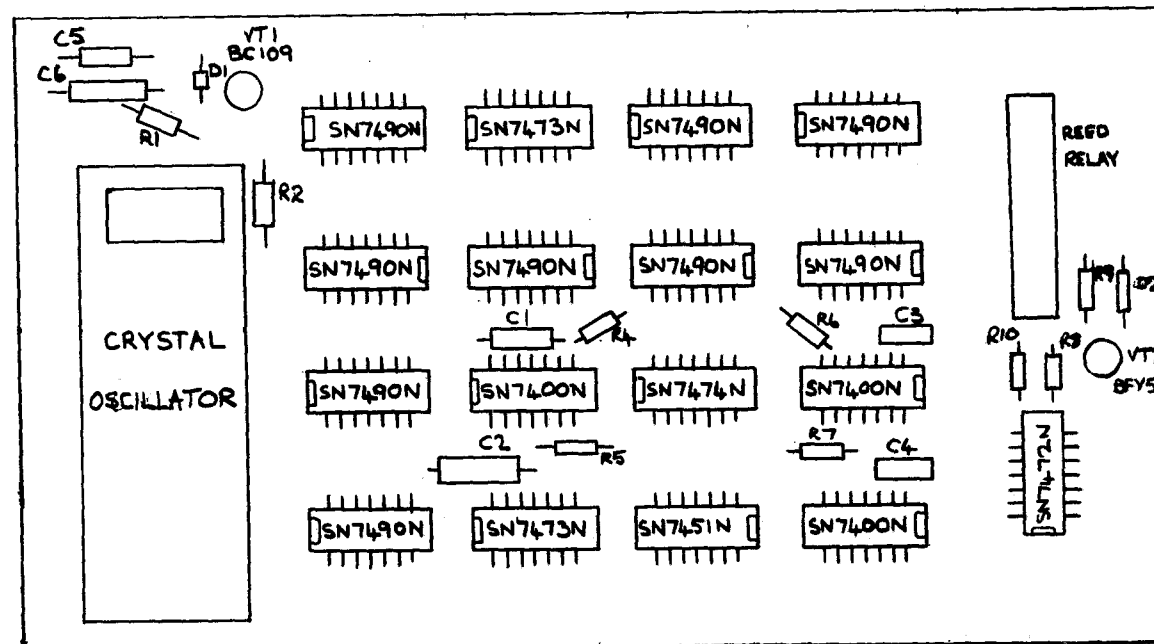 C5
VT1
BC109
D1
C6
R1
R2
SN7490N
SN7473N
SN7490N
SN7490N
REED
RELAY
SN7490N
SN7490N
SN7490N
SN7490N
R9
C1
R4
R6
C3
R10
R8
CRYSTAL
OSCILLATOR
SN7490N
SN7400N
SN7474N
SN7400N
C2
R5
R7
C4
SN7472N
SN7490N
SN7473N
SN7451N
SN7400N